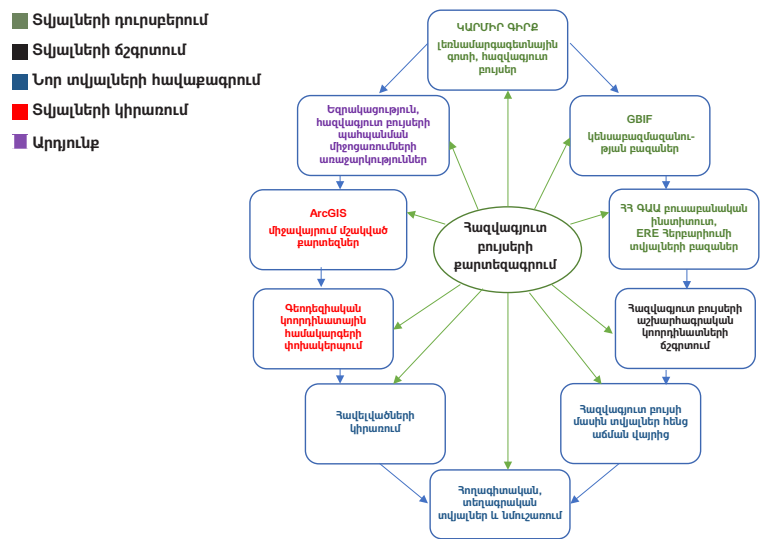 Տվյալների դուրսբերում
Տվյալների ճշգրտում
Նոր տվյալների հավաքագրում
Տվյալների կիրառում
Արդյունք
ԿԱՐՄԻՐ ԳԻՐՔ
լեռնամարգագետնային
գոտի, հազվագյուտ
բույսեր
Եզրակացություն,
հազվագյուտ բույսերի
պահպանման
միջոցառումների
առաջարկություններ
GBIF
կենսաբազմազանու-
թյան բազաներ
ArcGIS
միջավայրում մշակված
քարտեզներ
Հազվագյուտ
բույսերի
քարտեզագրում
ՀՀ ԳԱԱ բուսաբանական
ինստիտուտ,
ERE Հերբարիումի
տվյալների բազաներ
Գեոդեզիական
կոորդինատային
համակարգերի
փոխակերպում
Հազվագյուտ բույսերի
աշխարհագրական
կոորդինատների
ճշգրտում
Հավելվածների
կիրառում
Հազվագյուտ բույսի
մասին տվյալներ հենց
աճման վայրից
Հողագիտական,
տեղագրական
տվյալներ և նմուշառում